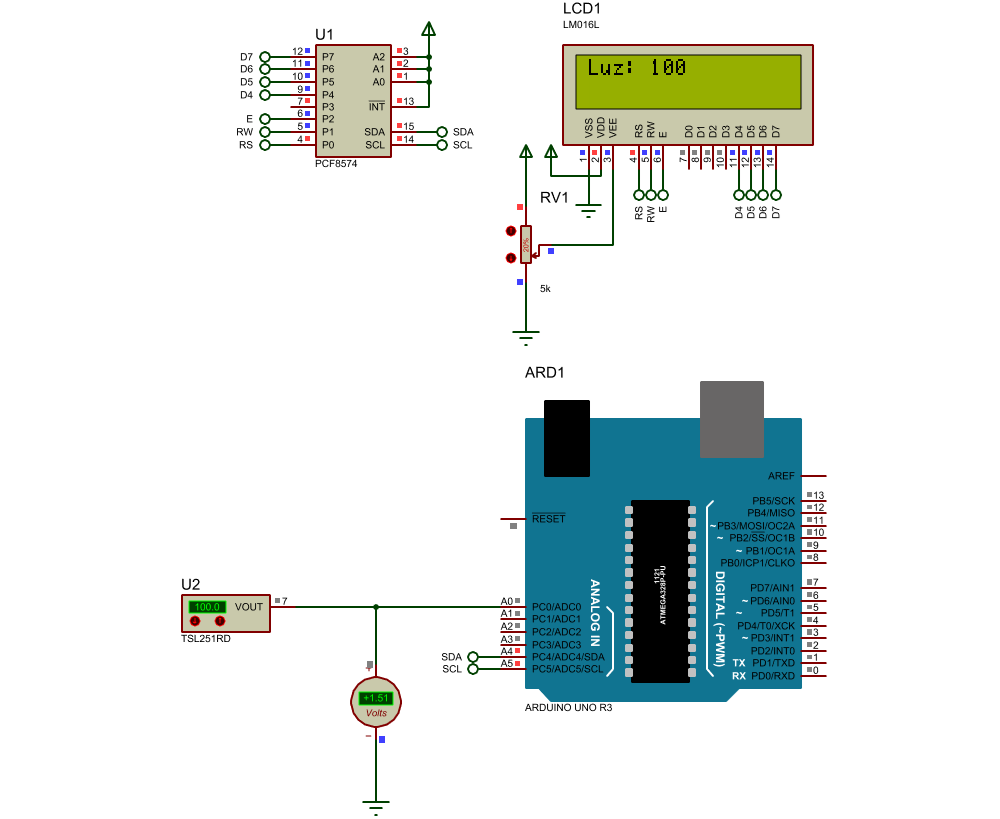 LCD1
LM016L
Luz: 100
VSS VDD VEE RS RW E D0 D1 D2 D3 D4 D5 D6 D7
1 2 3 4 5 6 7 8 9 10 11 12 13 14
RS RW E D4 D5 D6 D7
U1
D7 12 P7 A2 3
D6 11 P6 A1 2
D5 10 P5 A0 1
D4 9 P4
7 P3 INT 13
E 6 P2
RW 5 P1 SDA 15 SDA
RS 4 P0 SCL 14 SCL
PCF8574
RV1
20%
5k
ARD1
AREF
RESET
PB5/SCK 13
PB4/MISO 12
~PB3/MOSI/OC2A 11
~ PB2/SS/OC1B 10
~ PB1/OC1A 9
PB0/ICP1/CLKO 8
PD7/AIN1 7
~ PD6/AIN0 6
~ PD5/T1 5
PD4/T0/XCK 4
~ PD3/INT1 3
PD2/INT0 2
TX PD1/TXD 1
RX PD0/RXD 0
1121
ATMEGA328P-PU
ANALOG IN
DIGITAL (~PWM)
A0 PC0/ADC0
A1 PC1/ADC1
A2 PC2/ADC2
A3 PC3/ADC3
SDA A4 PC4/ADC4/SDA
SCL A5 PC5/ADC5/SCL
ARDUINO UNO R3
U2
100.0 VOUT 7
TSL251RD
+
+1.51
Volts
−